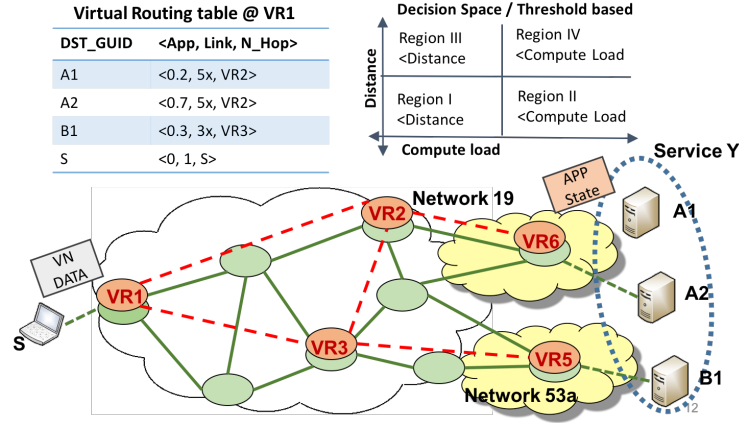 Virtual Routing table @ VR1
DST_GUID <App, Link, N_Hop>
A1 <0.2, 5x, VR2>
A2 <0.7, 5x, VR2>
B1 <0.3, 3x, VR3>
S <0, 1, S>
Decision Space / Threshold based
Distance
Region III
<Distance
Region IV
<Compute Load
Region I
<Distance
Region II
<Compute Load
Compute load
Service Y
APP
State
Network 19
A1
VR2
VR6
VN
DATA
VR1
A2
S
VR3
VR5
B1
Network 53a
12